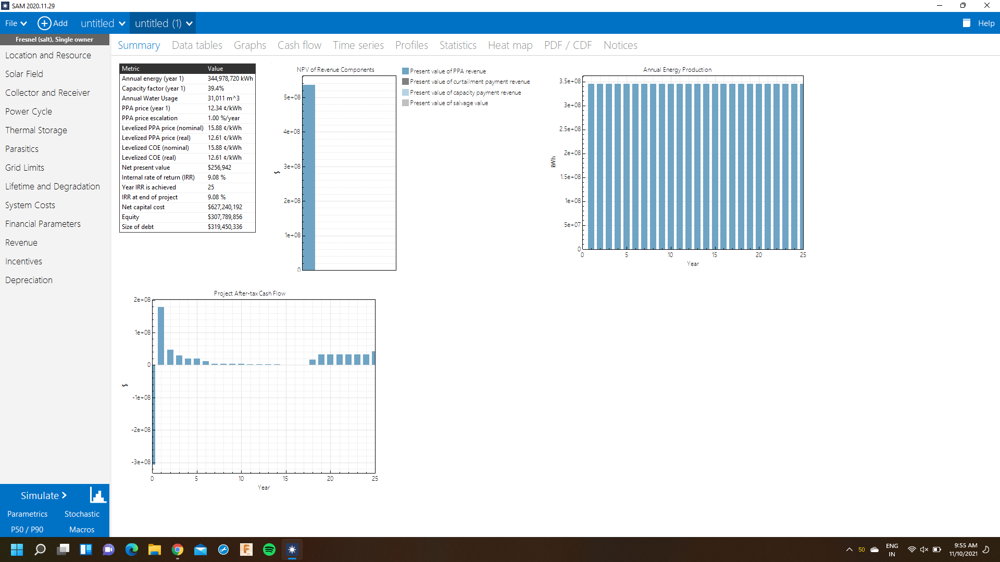 SAM 2020.11.29
File Add untitled untitled (1) Help
Fresnel (salt), Single owner
Location and Resource
Solar Field
Collector and Receiver
Power Cycle
Thermal Storage
Parasitics
Grid Limits
Lifetime and Degradation
System Costs
Financial Parameters
Revenue
Incentives
Depreciation
Simulate >
Parametrics Stochastic
P50 / P90 Macros
Summary Data tables Graphs Cash flow Time series Profiles Statistics Heat map PDF / CDF Notices
Metric Value
Annual energy (year 1) 344,978,720 kWh
Capacity factor (year 1) 39.4%
Annual Water Usage 31,011 m^3
PPA price (year 1) 12.34 ¢/kWh
PPA price escalation 1.00 %/year
Levelized PPA price (nominal) 15.88 ¢/kWh
Levelized PPA price (real) 12.61 ¢/kWh
Levelized COE (nominal) 15.88 ¢/kWh
Levelized COE (real) 12.61 ¢/kWh
Net present value $256,942
Internal rate of return (IRR) 9.08 %
Year IRR is achieved 25
IRR at end of project 9.08 %
Net capital cost $627,240,192
Equity $307,789,856
Size of debt $319,450,336
NPV of Revenue Components
5e+08
4e+08
3e+08
$
2e+08
1e+08
0
Present value of PPA revenue
Present value of curtailment payment revenue
Present value of capacity payment revenue
Present value of salvage value
Annual Energy Production
3.5e+08
3e+08
2.5e+08
2e+08
kWh
1.5e+08
1e+08
5e+07
0
0 5 10 15 20 25
Year
Project After-tax Cash Flow
2e+08
1e+08
0
$
-1e+08
-2e+08
-3e+08
0 5 10 15 20 25
Year
50
ENG
IN
9:55 AM
11/10/2021